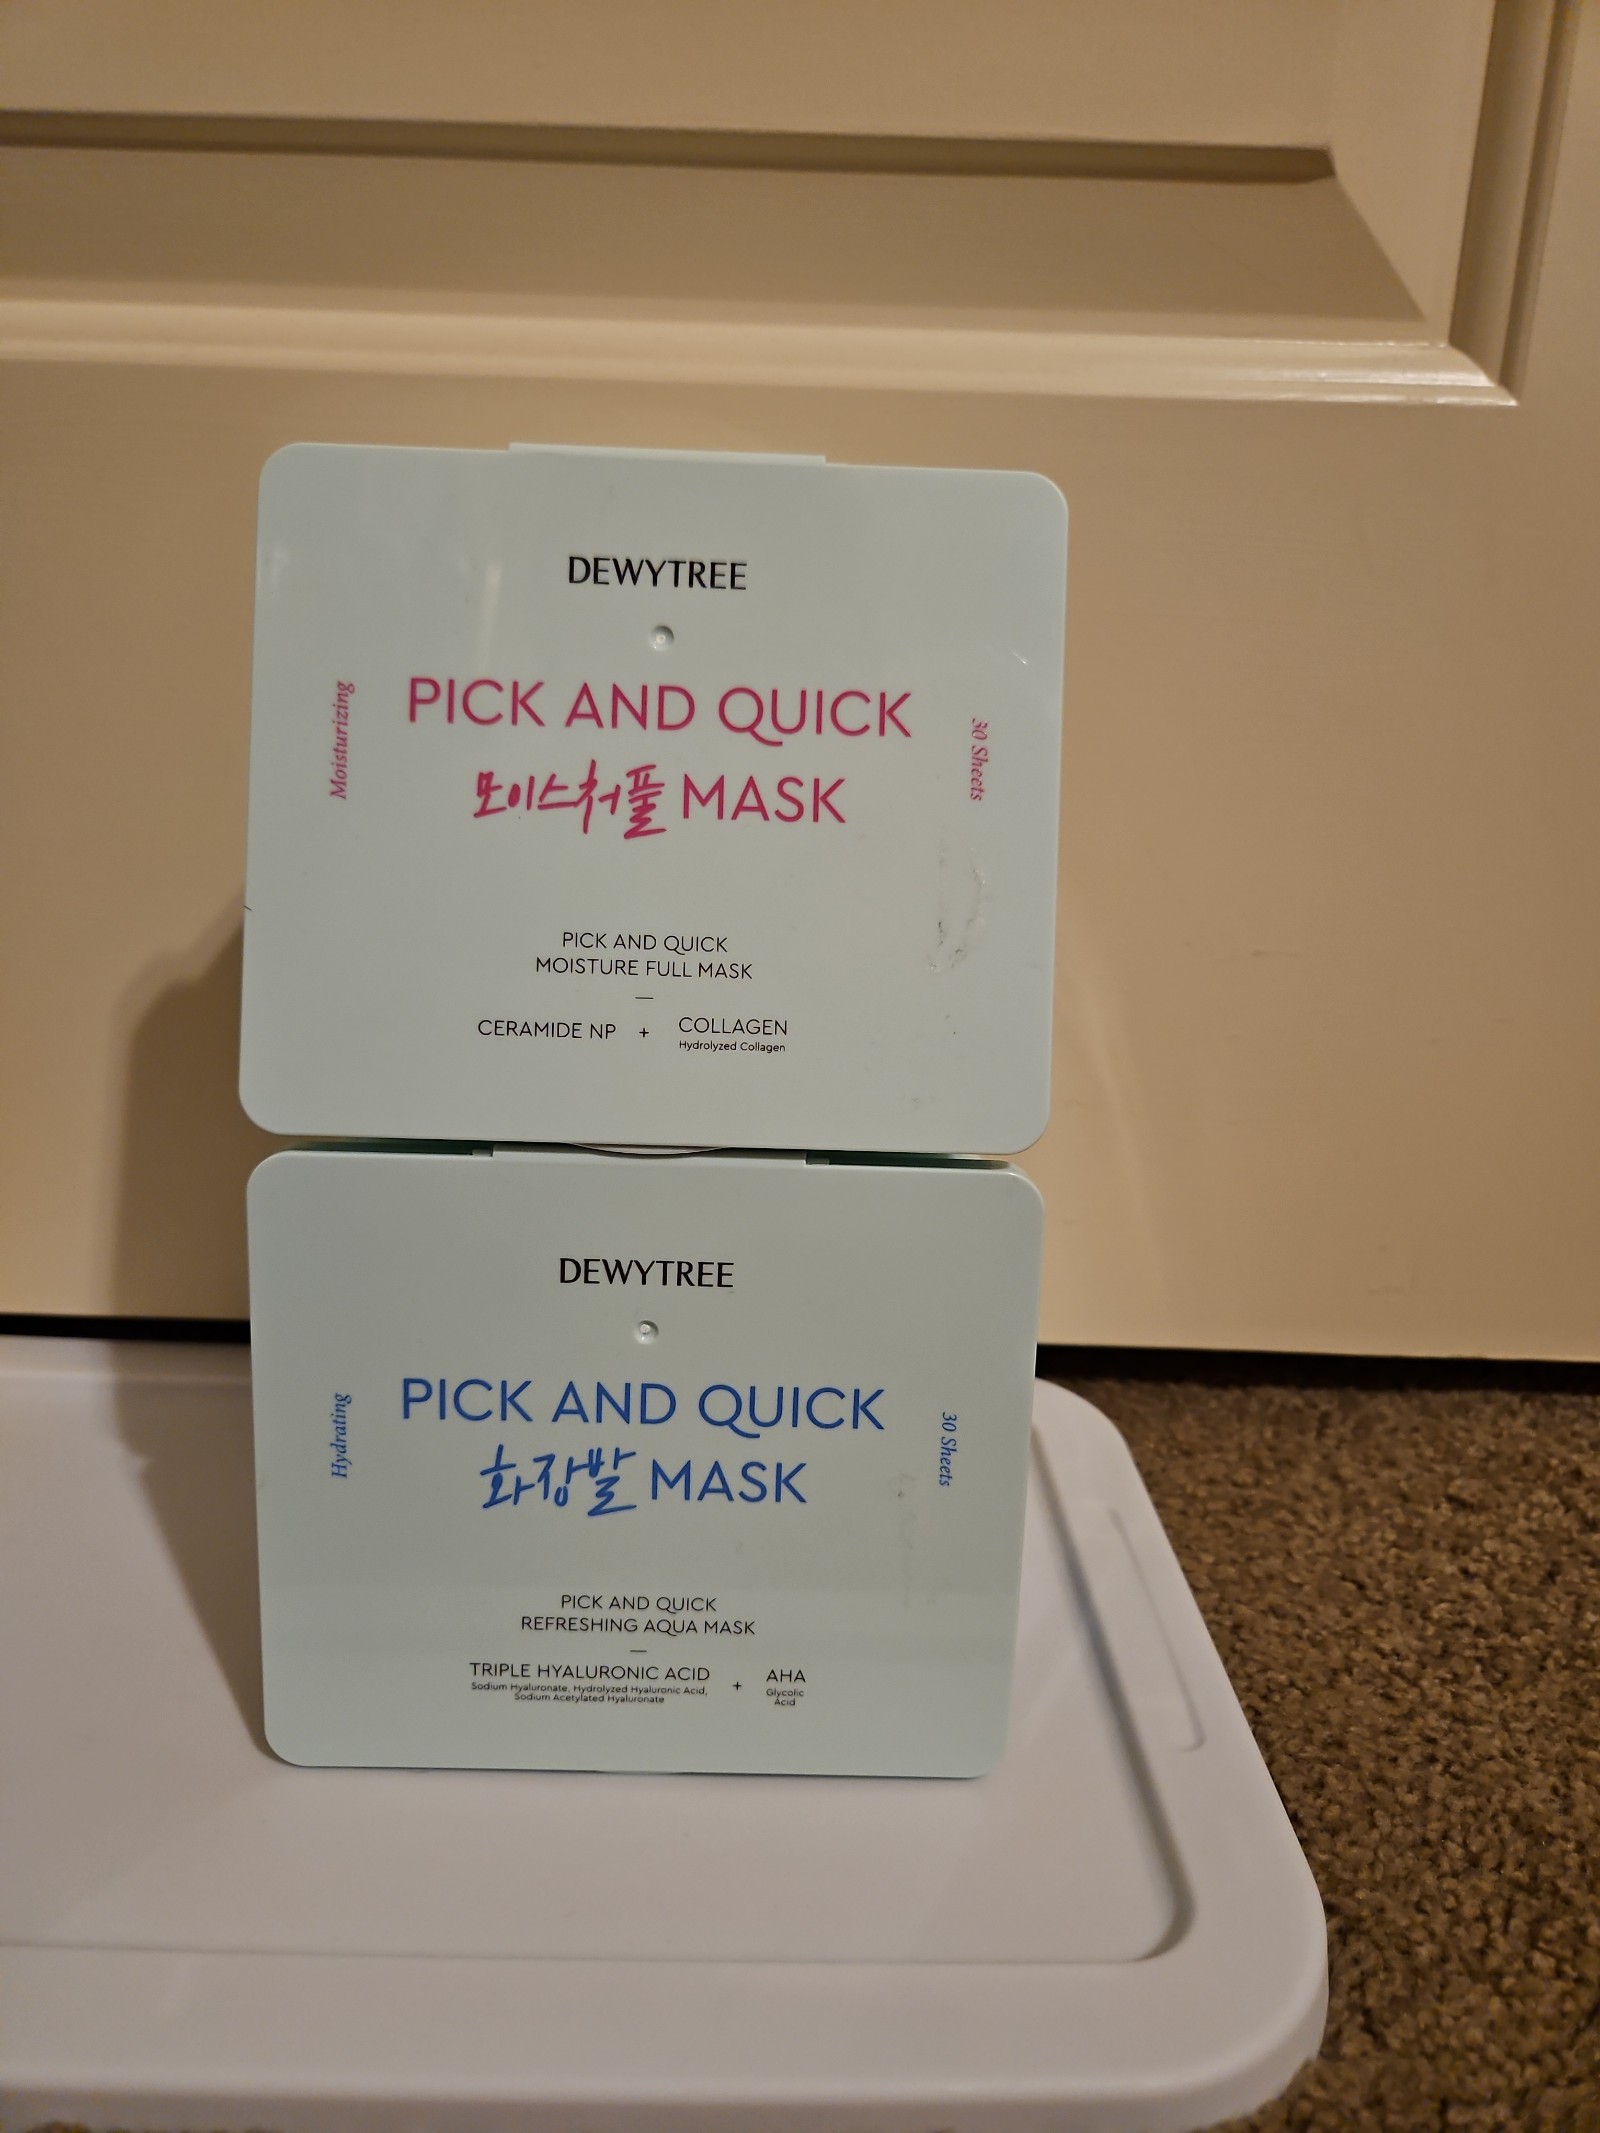 DEWYTREE
PICK AND QUICK
모이스처풀 MASK
Moisturizing
30 Sheets
PICK AND QUICK
MOISTURE FULL MASK
CERAMIDE NP + COLLAGEN
Hydrolyzed Collagen
DEWYTREE
PICK AND QUICK
화장발 MASK
Hydrating
30 Sheets
PICK AND QUICK
REFRESHING AQUA MASK
TRIPLE HYALURONIC ACID + AHA
Sodium Hyaluronate, Hydrolyzed Hyaluronic Acid,
Sodium Acetylated Hyaluronate
Glycolic
Acid